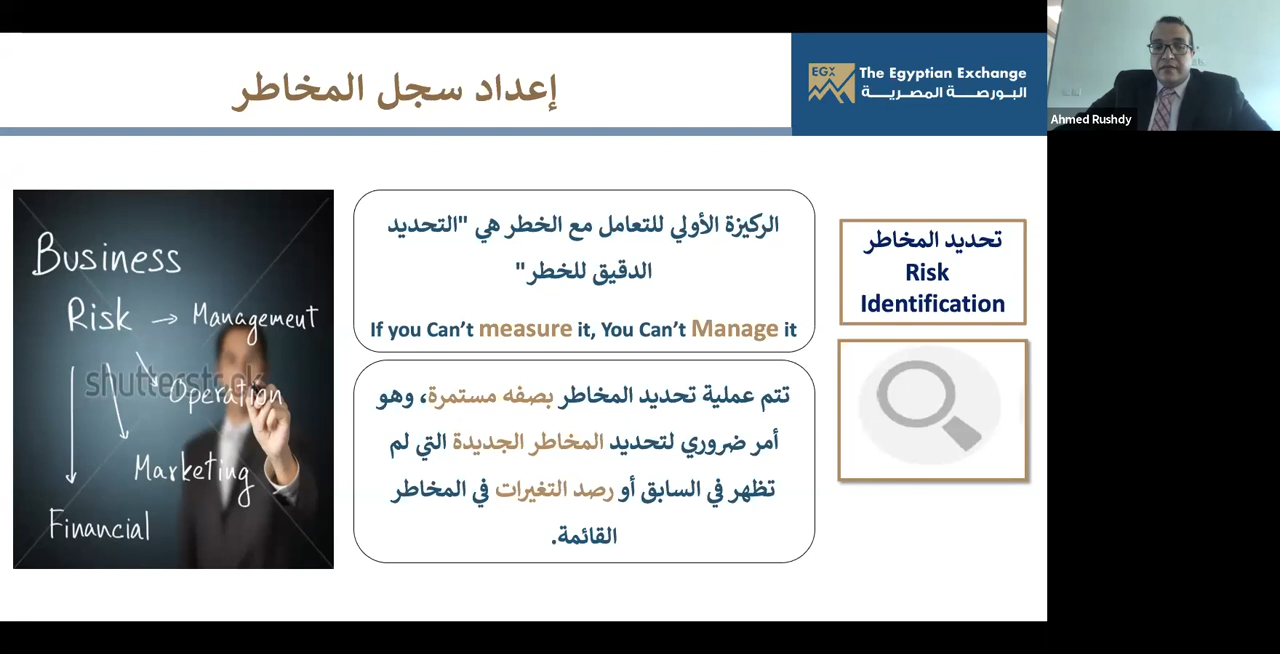 إعداد سجل المخاطر
EGX
The Egyptian Exchange
البورصة المصرية
Ahmed Rushdy
تحديد المخاطر
Risk
Identification
الركيزة الأولي للتعامل مع الخطر هي "التحديد
الدقيق للخطر"
If you Can’t measure it, You Can’t Manage it
تتم عملية تحديد المخاطر بصفه مستمرة، وهو
أمر ضروري لتحديد المخاطر الجديدة التي لم
تظهر في السابق أو رصد التغيرات في المخاطر
القائمة.
Business
Risk → Management
shutterstock
Operation
Marketing
Financial